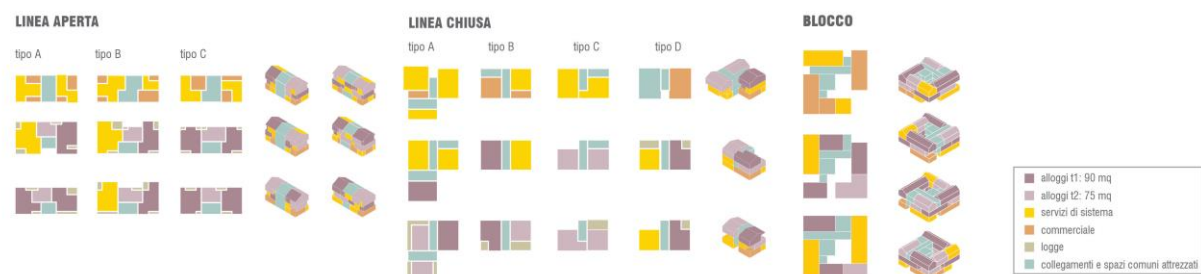 LINEA APERTA
tipo A
tipo B
tipo C
LINEA CHIUSA
tipo A
tipo B
tipo C
tipo D
BLOCCO
alloggi t1: 90 mq
alloggi t2: 75 mq
servizi di sistema
commerciale
logge
collegamenti e spazi comuni attrezzati